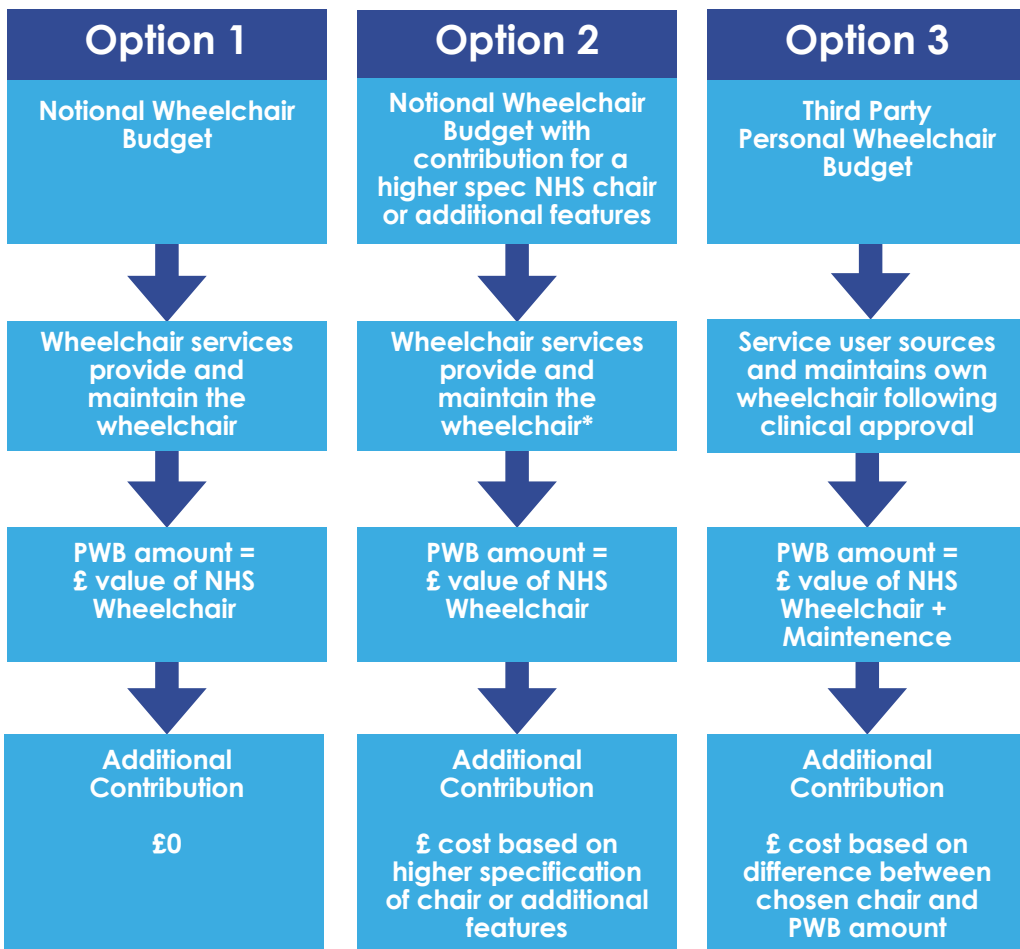 Option 1
Notional Wheelchair
Budget
Wheelchair services
provide and
maintain the
wheelchair
PWB amount =
£ value of NHS
Wheelchair
Additional
Contribution
£0
Option 2
Notional Wheelchair
Budget with
contribution for a
higher spec NHS chair
or additional features
Wheelchair services
provide and
maintain the
wheelchair*
PWB amount =
£ value of NHS
Wheelchair
Additional
Contribution
£ cost based on
higher specification
of chair or additional
features
Option 3
Third Party
Personal Wheelchair
Budget
Service user sources
and maintains own
wheelchair following
clinical approval
PWB amount =
£ value of NHS
Wheelchair +
Maintenence
Additional
Contribution
£ cost based on
difference between
chosen chair and
PWB amount